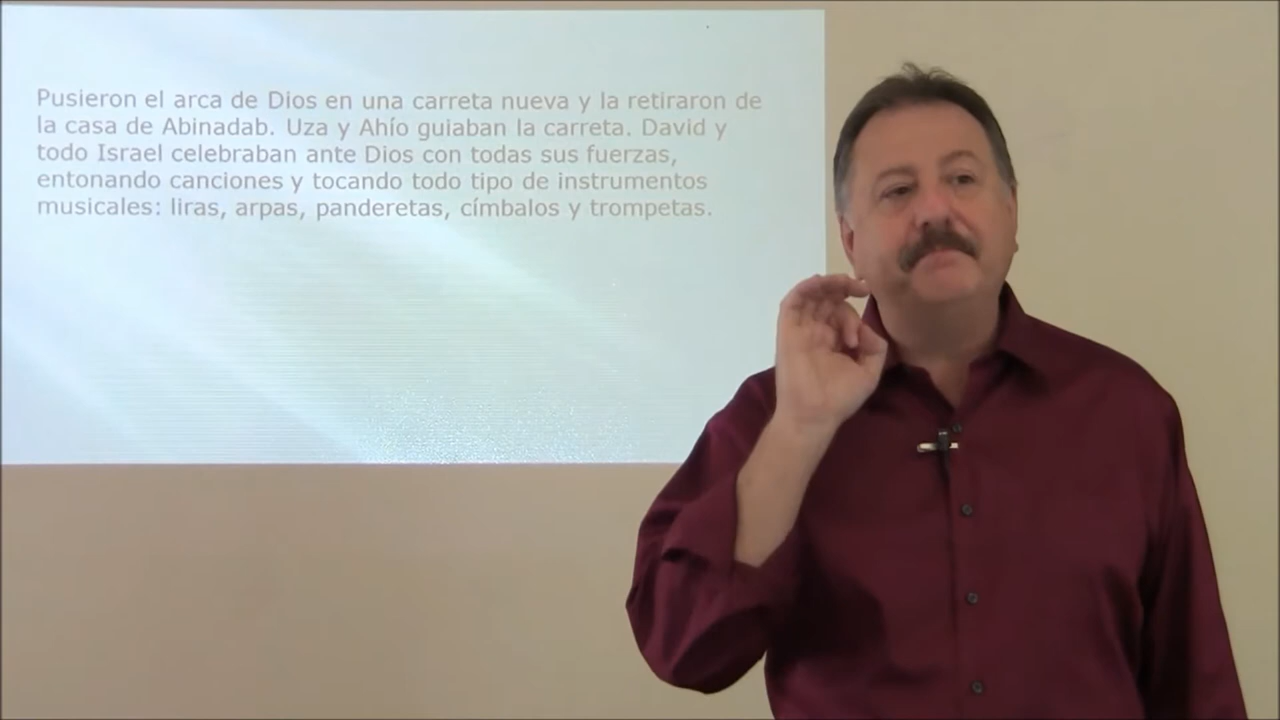 Pusieron el arca de Dios en una carreta nueva y la retiraron de
la casa de Abinadab. Uza y Ahío guiaban la carreta. David y
todo Israel celebraban ante Dios con todas sus fuerzas,
entonando canciones y tocando todo tipo de instrumentos
musicales: liras, arpas, panderetas, címbalos y trompetas.